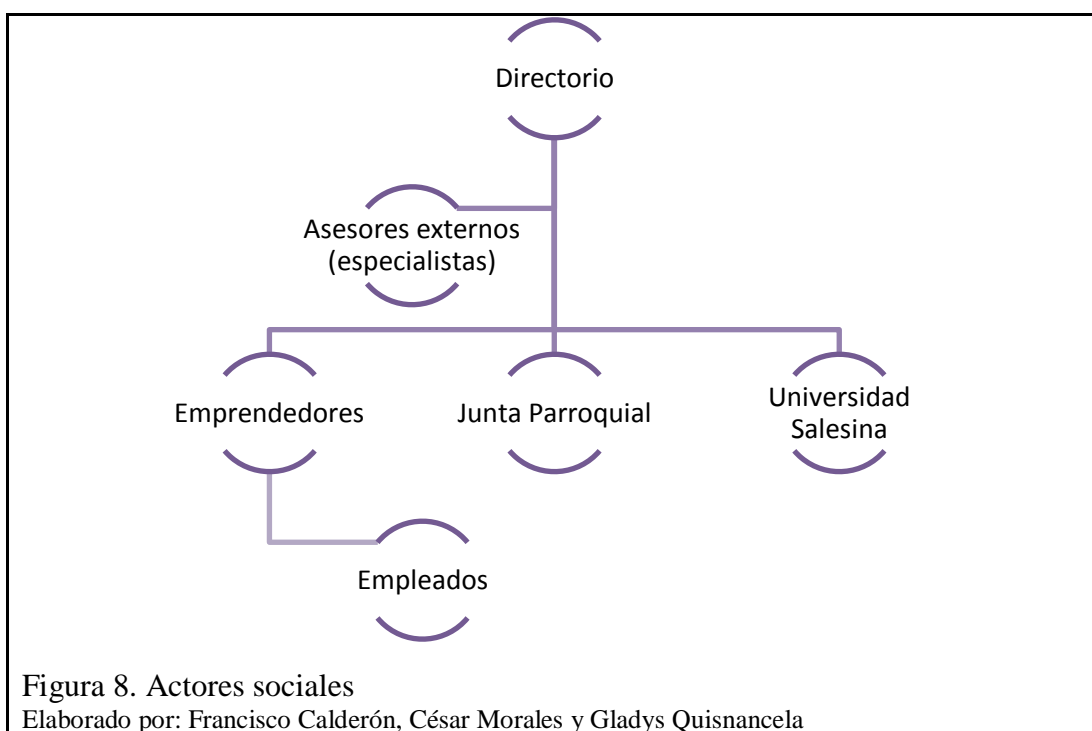 Directorio
Asesores externos
(especialistas)
Emprendedores
Junta Parroquial
Universidad
Salesina
Empleados
Figura 8. Actores sociales
Elaborado por: Francisco Calderón, César Morales y Gladys Quisnancela